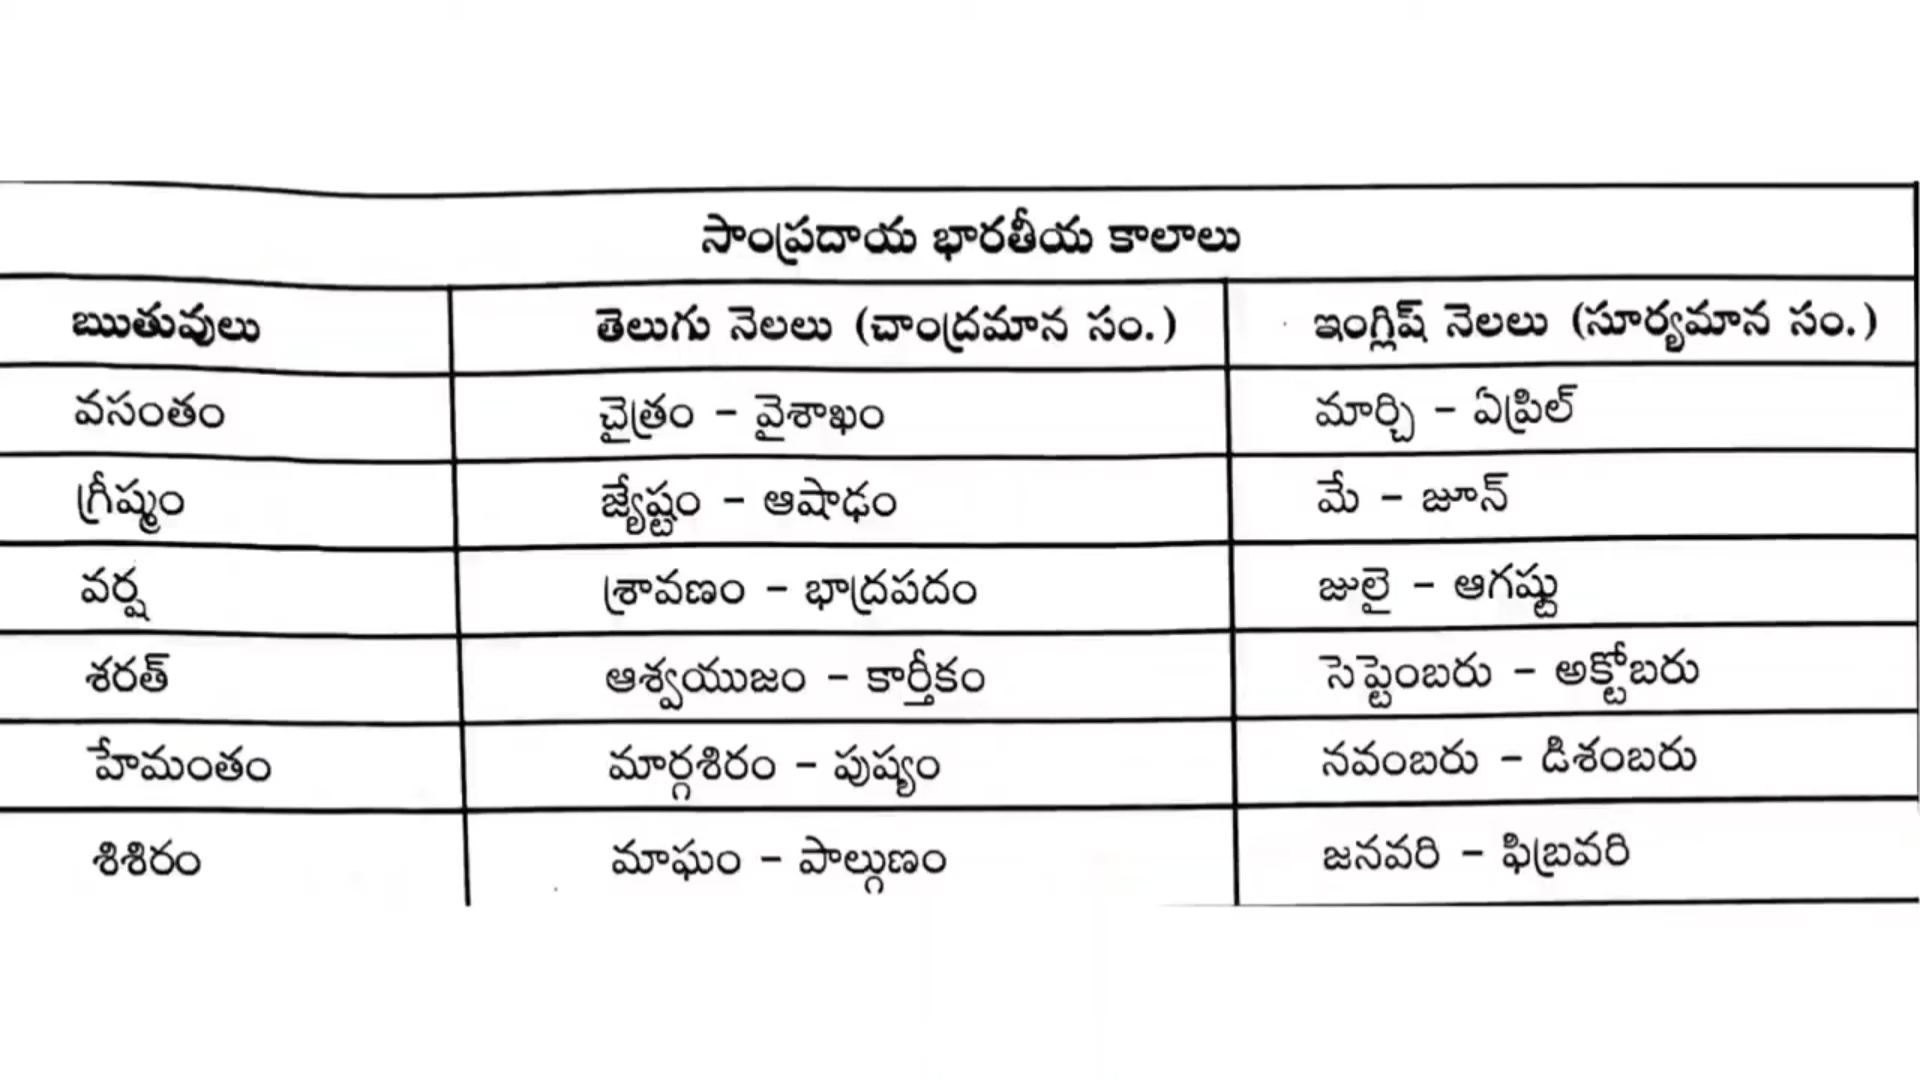 సాంప్రదాయ భారతీయ కాలాలు
ఋతువులు తెలుగు నెలలు (చాంద్రమాన సం.) ఇంగ్లిష్ నెలలు (సూర్యమాన సం.)
వసంతం చైత్రం - వైశాఖం మార్చి - ఏప్రిల్
గ్రీష్మం జ్యేష్టం - ఆషాఢం మే - జూన్
వర్ష శ్రావణం - భాద్రపదం జులై - ఆగష్టు
శరత్ ఆశ్వయుజం - కార్తీకం సెప్టెంబరు - అక్టోబరు
హేమంతం మార్గశిరం - పుష్యం నవంబరు - డిశంబరు
శిశిరం మాఘం - పాల్గుణం జనవరి - ఫిబ్రవరి